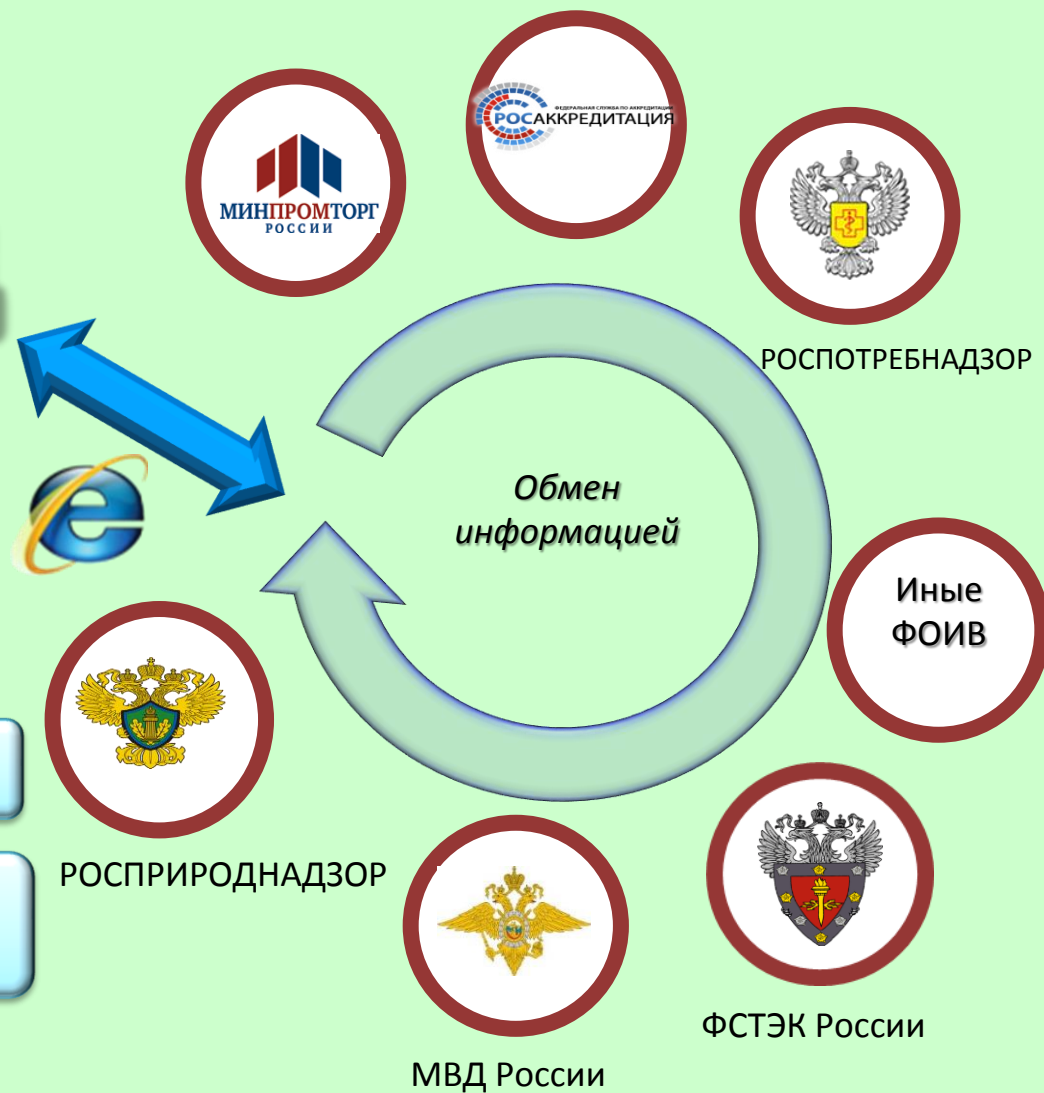 ФЕДЕРАЛЬНАЯ СЛУЖБА ПО АККРЕДИТАЦИИ
РОСАККРЕДИТАЦИЯ
МИНПРОМТОРГ
РОССИИ
РОСПОТРЕБНАДЗОР
Обмен
информацией
Иные
ФОИВ
РОСПРИРОДНАДЗОР
ФСТЭК России
МВД России